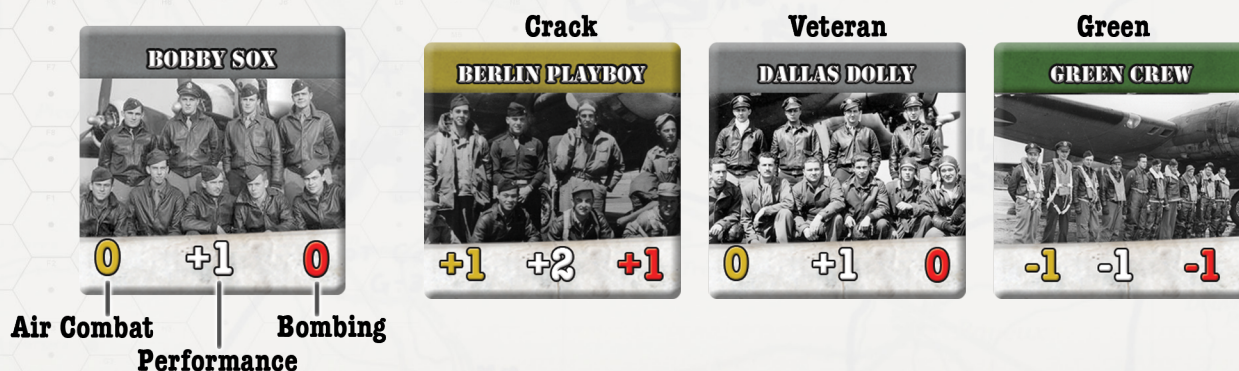 Crack
Veteran
Green
BOBBY SOX
BERLIN PLAYBOY
DALLAS DOLLY
GREEN CREW
0 +1 0
+1 +2 +1
0 +1 0
-1 -1 -1
Air Combat
Bombing
Performance